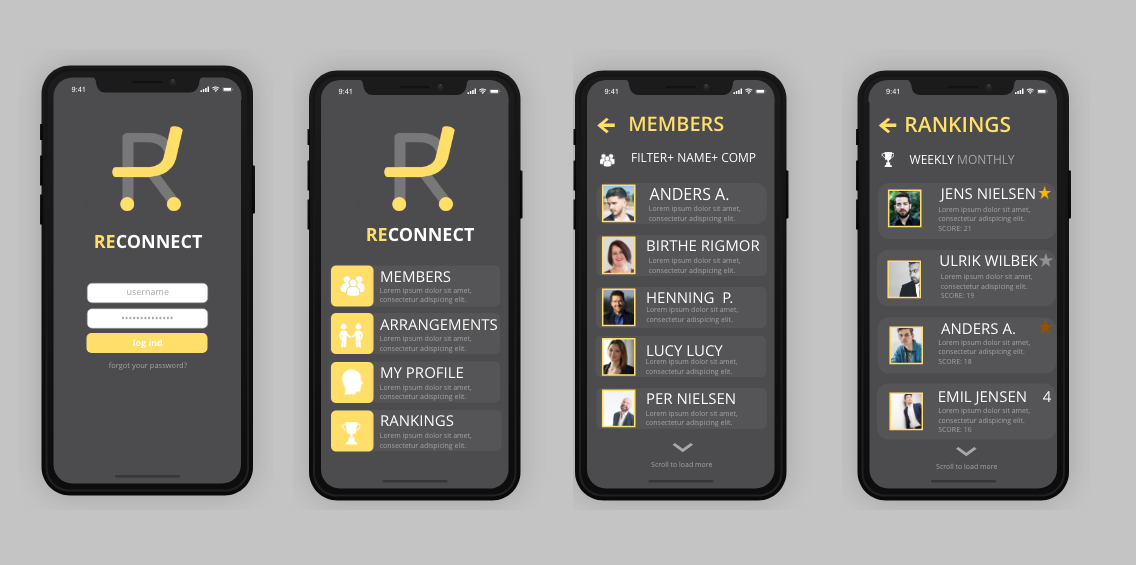 9:41
RECONNECT
username
log ind
forgot your password?
9:41
RECONNECT
MEMBERS
Lorem ipsum dolor sit amet,
consectetur adispicing elit.
ARRANGEMENTS
Lorem ipsum dolor sit amet,
consectetur adispicing elit.
MY PROFILE
Lorem ipsum dolor sit amet,
consectetur adispicing elit.
RANKINGS
Lorem ipsum dolor sit amet,
consectetur adispicing elit.
9:41
MEMBERS
FILTER+ NAME+ COMP
ANDERS A.
Lorem ipsum dolor sit amet,
consectetur adispicing elit.
BIRTHE RIGMOR
Lorem ipsum dolor sit amet,
consectetur adispicing elit.
HENNING P.
Lorem ipsum dolor sit amet,
consectetur adispicing elit.
LUCY LUCY
Lorem ipsum dolor sit amet,
consectetur adispicing elit.
PER NIELSEN
Lorem ipsum dolor sit amet,
consectetur adispicing elit.
Scroll to load more
9:41
RANKINGS
WEEKLY MONTHLY
JENS NIELSEN
Lorem ipsum dolor sit amet,
consectetur adispicing elit.
SCORE: 21
ULRIK WILBEK
Lorem ipsum dolor sit amet,
consectetur adispicing elit.
SCORE: 19
ANDERS A.
Lorem ipsum dolor sit amet,
consectetur adispicing elit.
SCORE: 18
EMIL JENSEN 4
Lorem ipsum dolor sit amet,
consectetur adispicing elit.
SCORE: 16
Scroll to load more